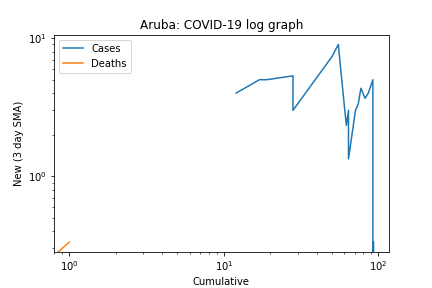 Aruba: COVID-19 log graph
Cases
Deaths
New (3 day SMA)
10¹
10⁰
10⁰
10¹
10²
Cumulative